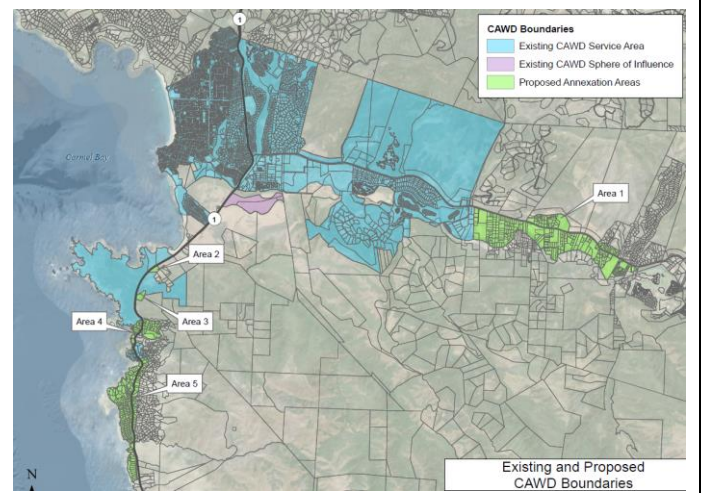 1
CAWD Boundaries
Existing CAWD Service Area
Existing CAWD Sphere of Influence
Proposed Annexation Areas
Carmel Bay
Area 1
1
Area 2
Area 4
Area 3
Area 5
N
Existing and Proposed
CAWD Boundaries